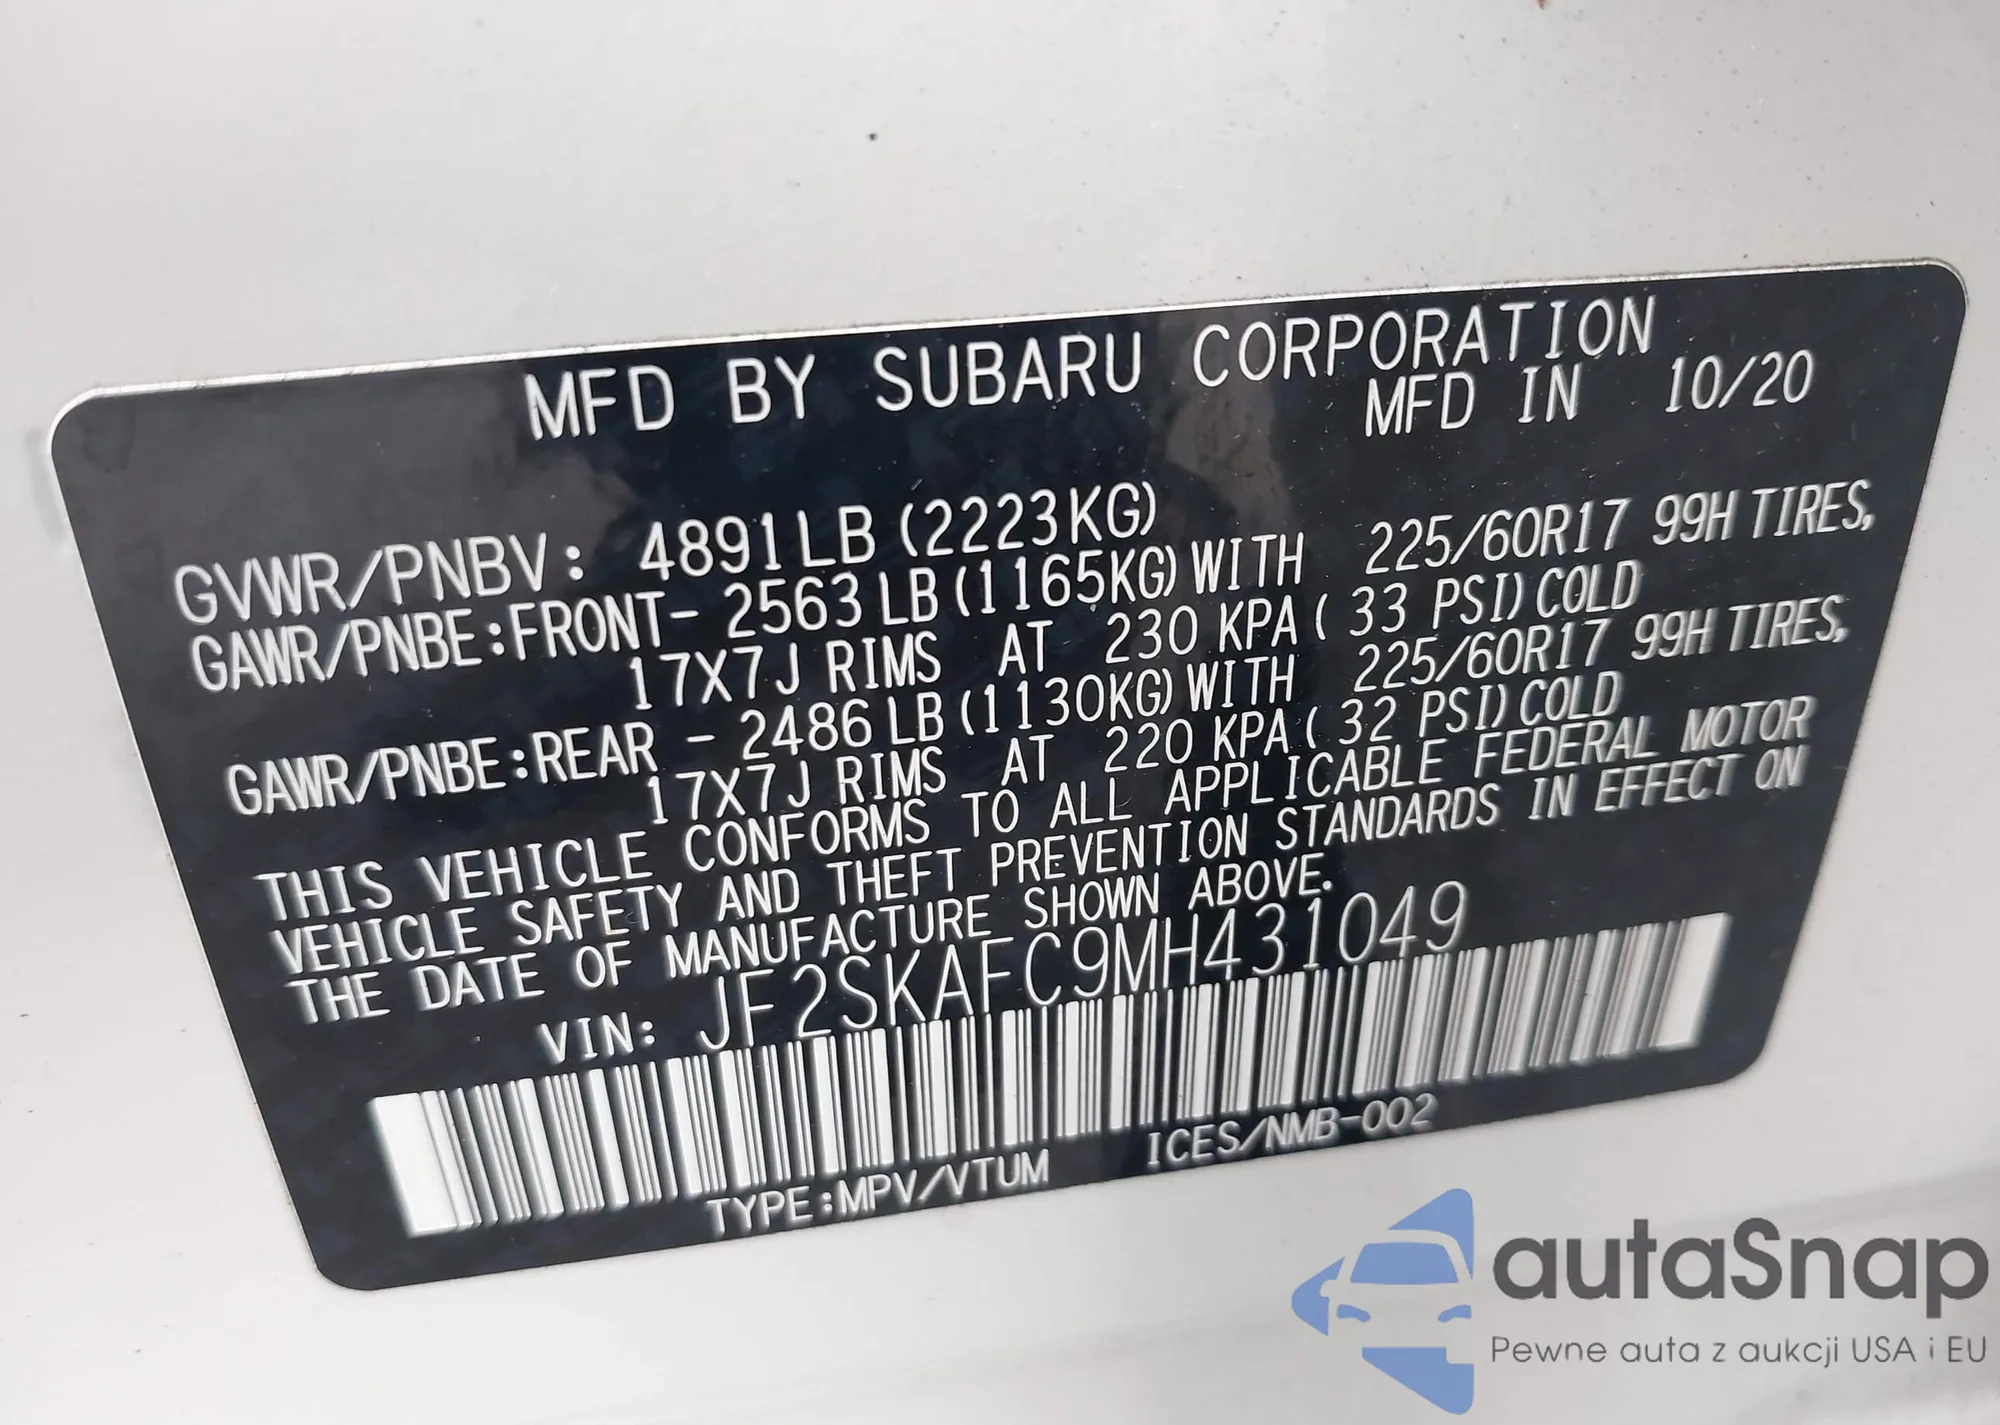 MFD BY SUBARU CORPORATION
MFD IN 10/20
GVWR/PNBV: 4891LB (2223KG)
GAWR/PNBE:FRONT- 2563 LB (1165KG) WITH 225/60R17 99H TIRES,
17X7J RIMS AT 230 KPA ( 33 PSI) COLD
GAWR/PNBE:REAR - 2486 LB (1130KG) WITH 225/60R17 99H TIRES,
17X7J RIMS AT 220 KPA ( 32 PSI) COLD
THIS VEHICLE CONFORMS TO ALL APPLICABLE FEDERAL MOTOR
VEHICLE SAFETY AND THEFT PREVENTION STANDARDS IN EFFECT ON
THE DATE OF MANUFACTURE SHOWN ABOVE.
VIN: JF2SKAFC9MH431049
TYPE:MPV/VTUM ICES/NMB-002
autaSnap
Pewne auta z aukcji USA i EU